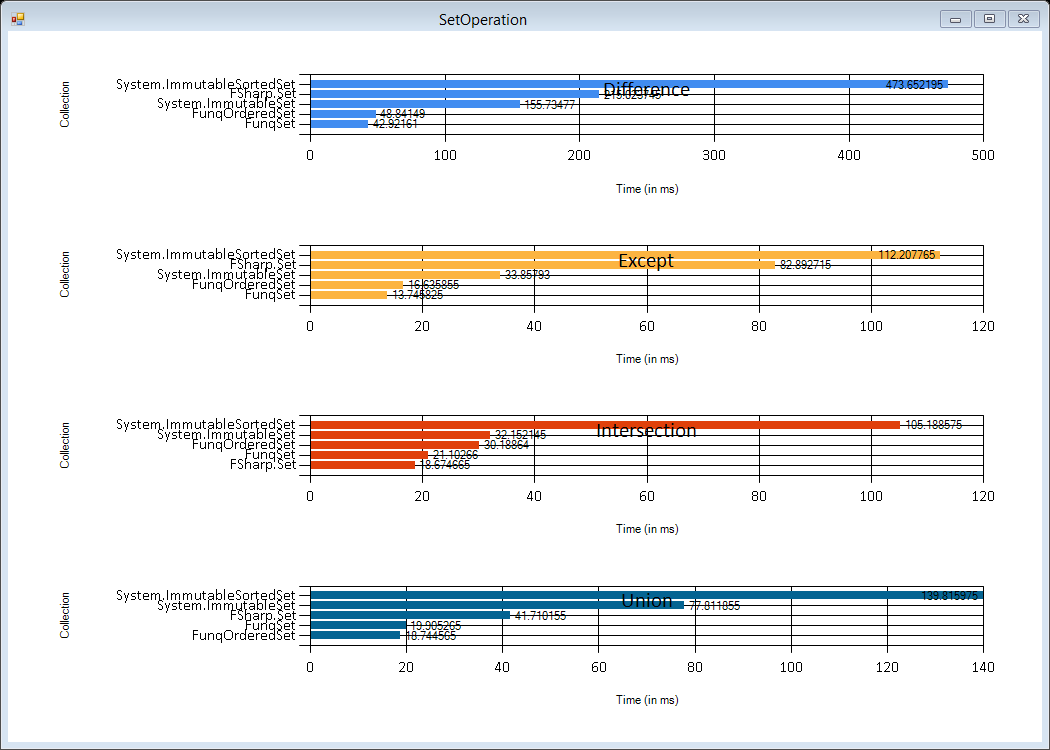 SetOperation
Difference
Collection
System.ImmutableSortedSet 473.652195
FSharp.Set
System.ImmutableSet 155.73477
FunqOrderedSet 48.84149
FunqSet 42.92161
0 100 200 300 400 500
Time (in ms)
Except
Collection
System.ImmutableSortedSet 112.207765
FSharp.Set 82.892715
System.ImmutableSet 33.85793
FunqOrderedSet 16.635855
FunqSet 13.745825
0 20 40 60 80 100 120
Time (in ms)
Intersection
Collection
System.ImmutableSortedSet 105.188575
System.ImmutableSet 32.152145
FunqOrderedSet 30.18864
FunqSet 21.10266
FSharp.Set 18.674665
0 20 40 60 80 100 120
Time (in ms)
Union
Collection
System.ImmutableSortedSet 139.815975
System.ImmutableSet 77.811855
FSharp.Set 41.710155
FunqSet 19.905265
FunqOrderedSet 18.744565
0 20 40 60 80 100 120 140
Time (in ms)